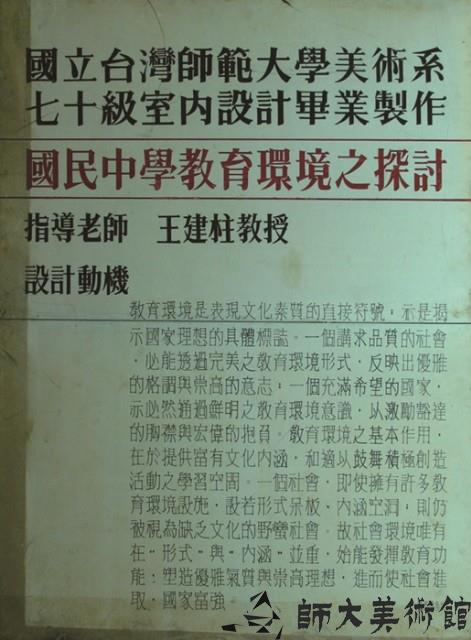 國立台灣師範大學美術系
七十級室内設計畢業製作
國民中學教育環境之探討
指導老師 王建柱教授
設計動機
教育環境是表現文化素質的直接符號，亦是揭
示國家理想的具體標誌。一個講求品質的社會
，必能透過完美之教育環境形式，反映出優雅
的格調與崇高的意志；一個充滿希望的國家，
亦必然通過鮮明之教育環境意識，以激勵豁達
的胸襟與宏偉的抱負。教育環境之基本作用，
在於提供富有文化内涵，和適以鼓舞積極創造
活動之學習空間。一個社會，即使擁有許多教
育環境設施，設若形式呆板、内涵空洞，則仍
被視為缺乏文化的野蠻社會。故社會環境唯有
在"形式"與"内涵"並重，始能發揮教育功
能；塑造優雅氣質與崇高理想，進而使社會進
取，國家富強。
師大美術館